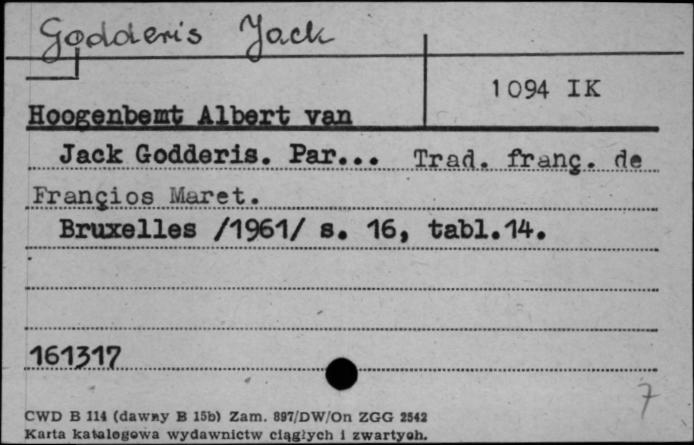 Godderis Jack
1094 IK
Hoogenbemt Albert van
Jack Godderis. Par... Trad. franç. de
Françios Maret.
Bruxelles /1961/ s. 16, tabl.14.
161317
7
CWD B 114 (dawny B 15b) Zam. 897/DW/On ZGG 2542
Karta katalogowa wydawnictw ciągłych i zwartych.